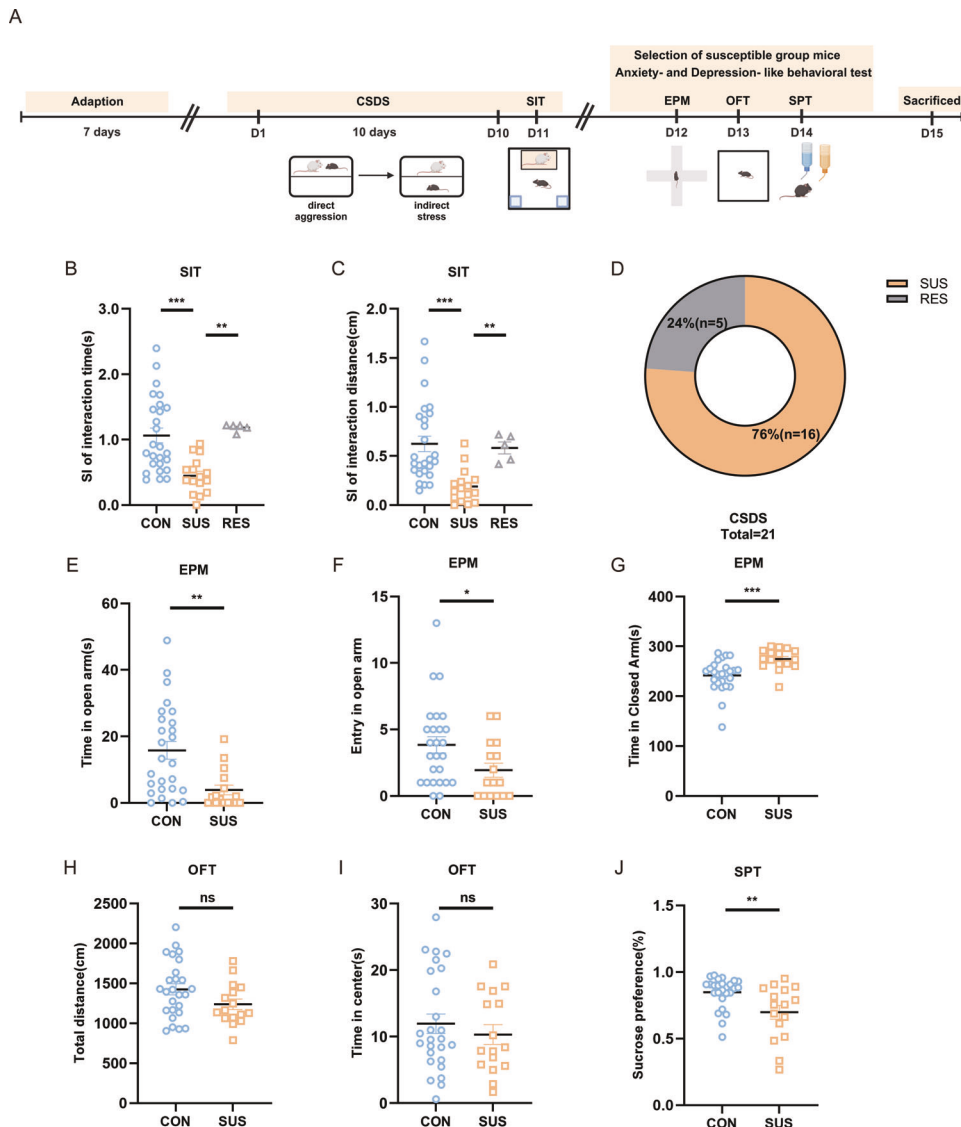 A
Selection of susceptible group mice
Anxiety- and Depression- like behavioral test
Adaption
CSDS
SIT
EPM
OFT
SPT
Sacrificed
7 days
D1
10 days
D10
D11
D12
D13
D14
D15
direct
aggression
indirect
stress
B
SIT
***
**
SI of interaction time(s)
3.0
2.0
1.0
0.0
CON
SUS
RES
C
SIT
***
**
SI of interaction distance(cm)
2.0
1.5
1.0
0.5
0.0
CON
SUS
RES
D
SUS
RES
24%(n=5)
76%(n=16)
CSDS
Total=21
E
EPM
**
Time in open arm(s)
60
40
20
0
CON
SUS
F
EPM
*
Entry in open arm
15
10
5
0
CON
SUS
G
EPM
***
Time in Closed Arm(s)
400
300
200
100
0
CON
SUS
H
OFT
ns
Total distance(cm)
2500
2000
1500
1000
500
0
CON
SUS
I
OFT
ns
Time in center(s)
30
20
10
0
CON
SUS
J
SPT
**
Sucrose preference(%)
1.5
1.0
0.5
0.0
CON
SUS